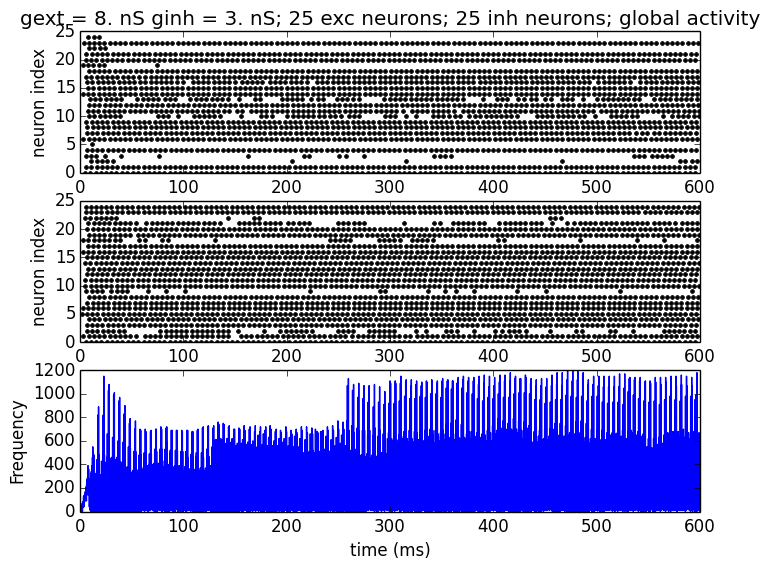 gext = 8. nS ginh = 3. nS; 25 exc neurons; 25 inh neurons; global activity
25
20
15
10
5
0
neuron index
0 100 200 300 400 500 600
25
20
15
10
5
0
neuron index
0 100 200 300 400 500 600
1200
1000
800
600
400
200
0
Frequency
0 100 200 300 400 500 600
time (ms)